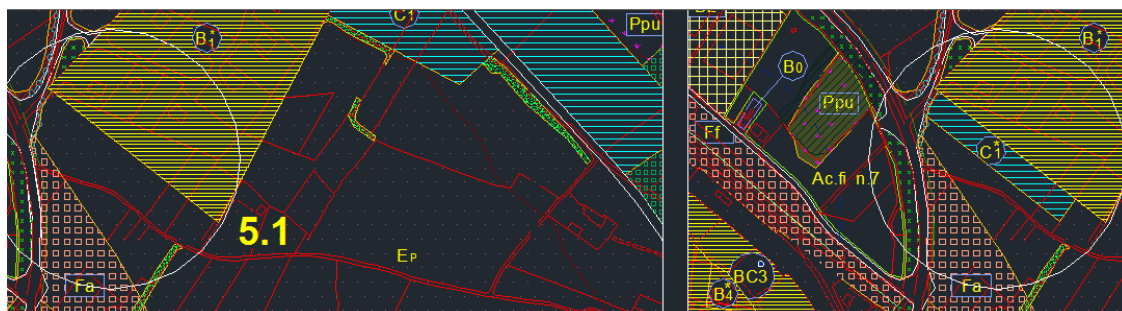 C1
B1*
Ppu
5.1
EP
Fa
B0
B1*
Ppu
Ff
C1*
Ac.fi n.7
BC3
B4*
Fa